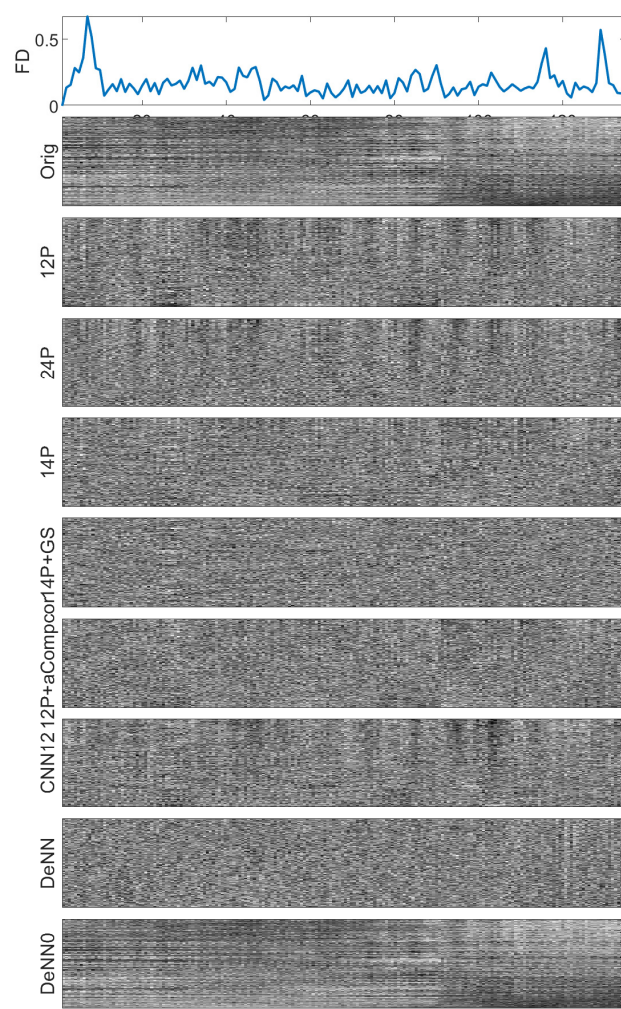 FD
0.5
0
Orig
12P
24P
14P
14P+GS
12P+aCompcor
CNN12
DeNN
DeNN0